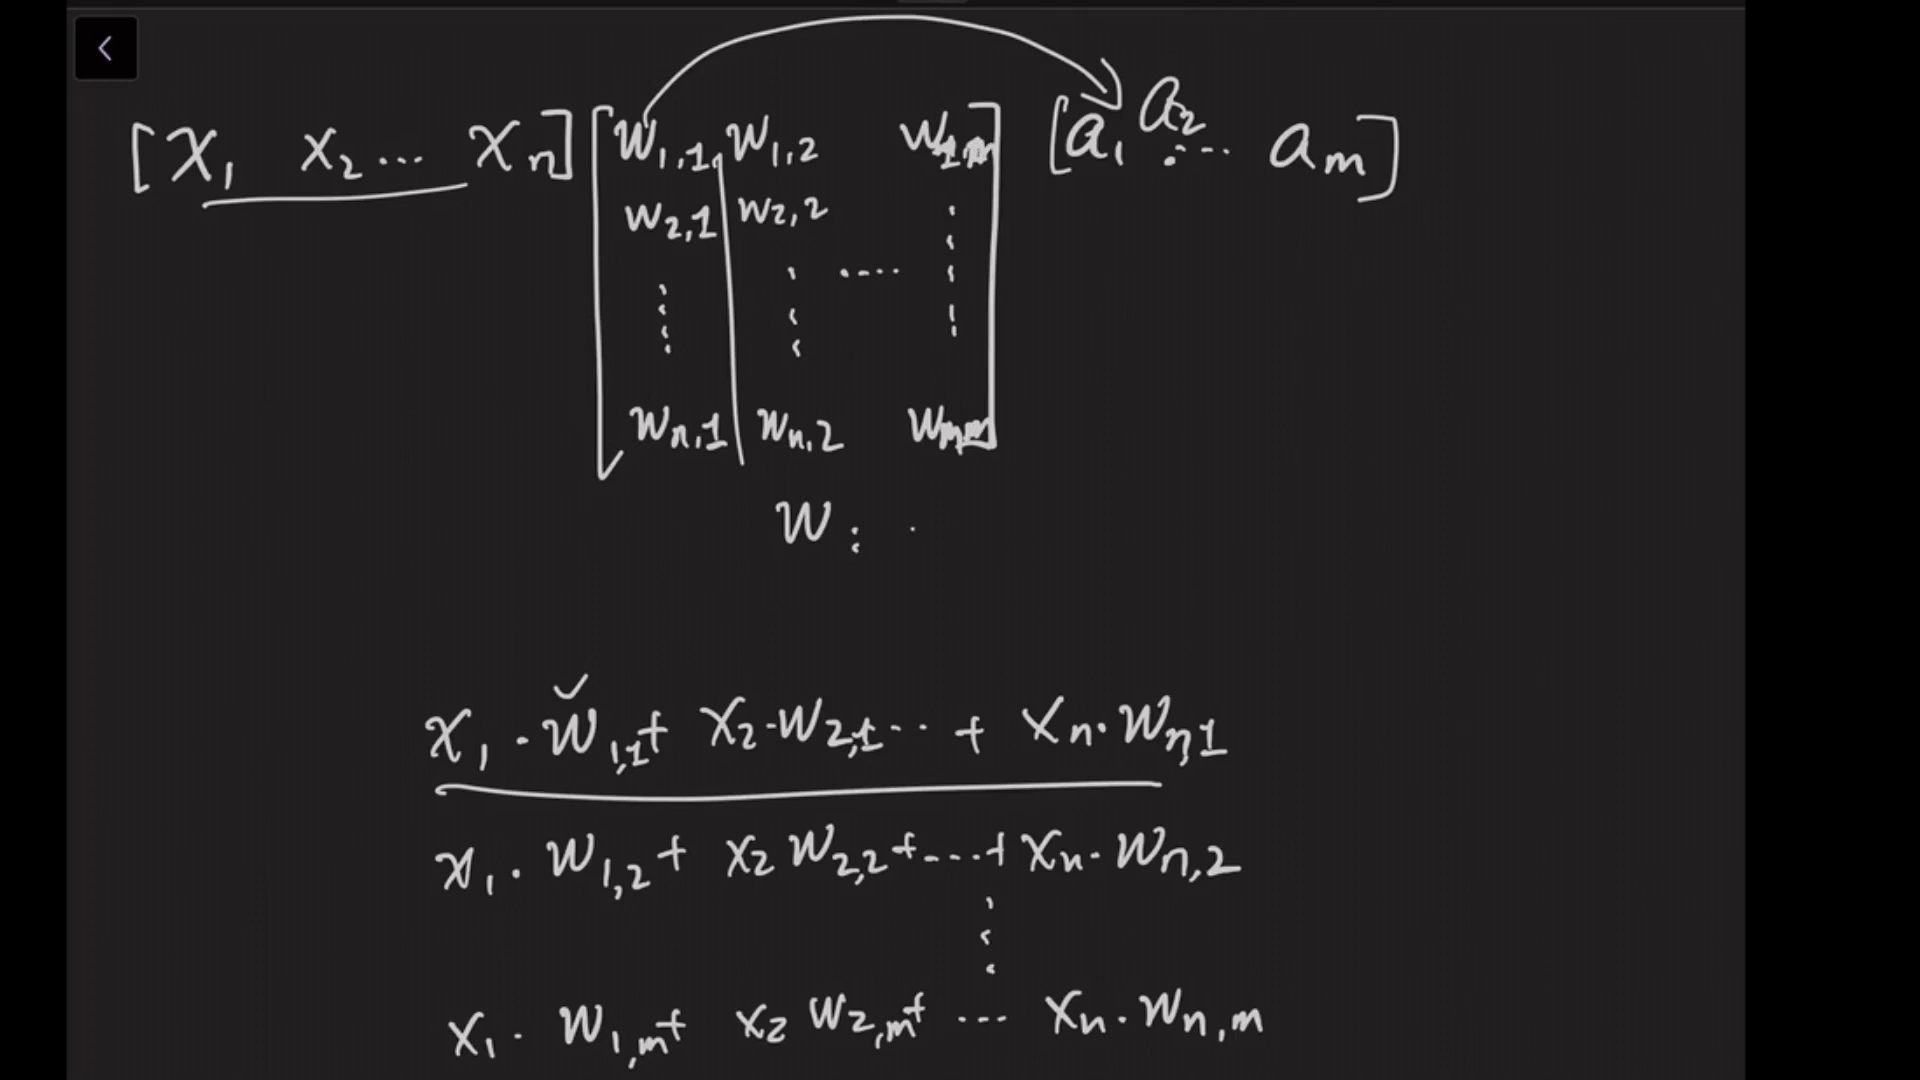 [x₁ x₂ ... xₙ] [w₁,₁ w₁,₂ w₁,ₘ] [a₁ a₂ ... aₘ]
w₂,₁ w₂,₂
wₙ,₁ wₙ,₂ wₙ,ₘ
W :
x₁ · w₁,₁ + x₂ · w₂,₁ ... + xₙ · wₙ,₁
x₁ · w₁,₂ + x₂ w₂,₂ + .... + xₙ · wₙ,₂
x₁ · w₁,ₘ + x₂ w₂,ₘ + ... xₙ · wₙ,ₘ